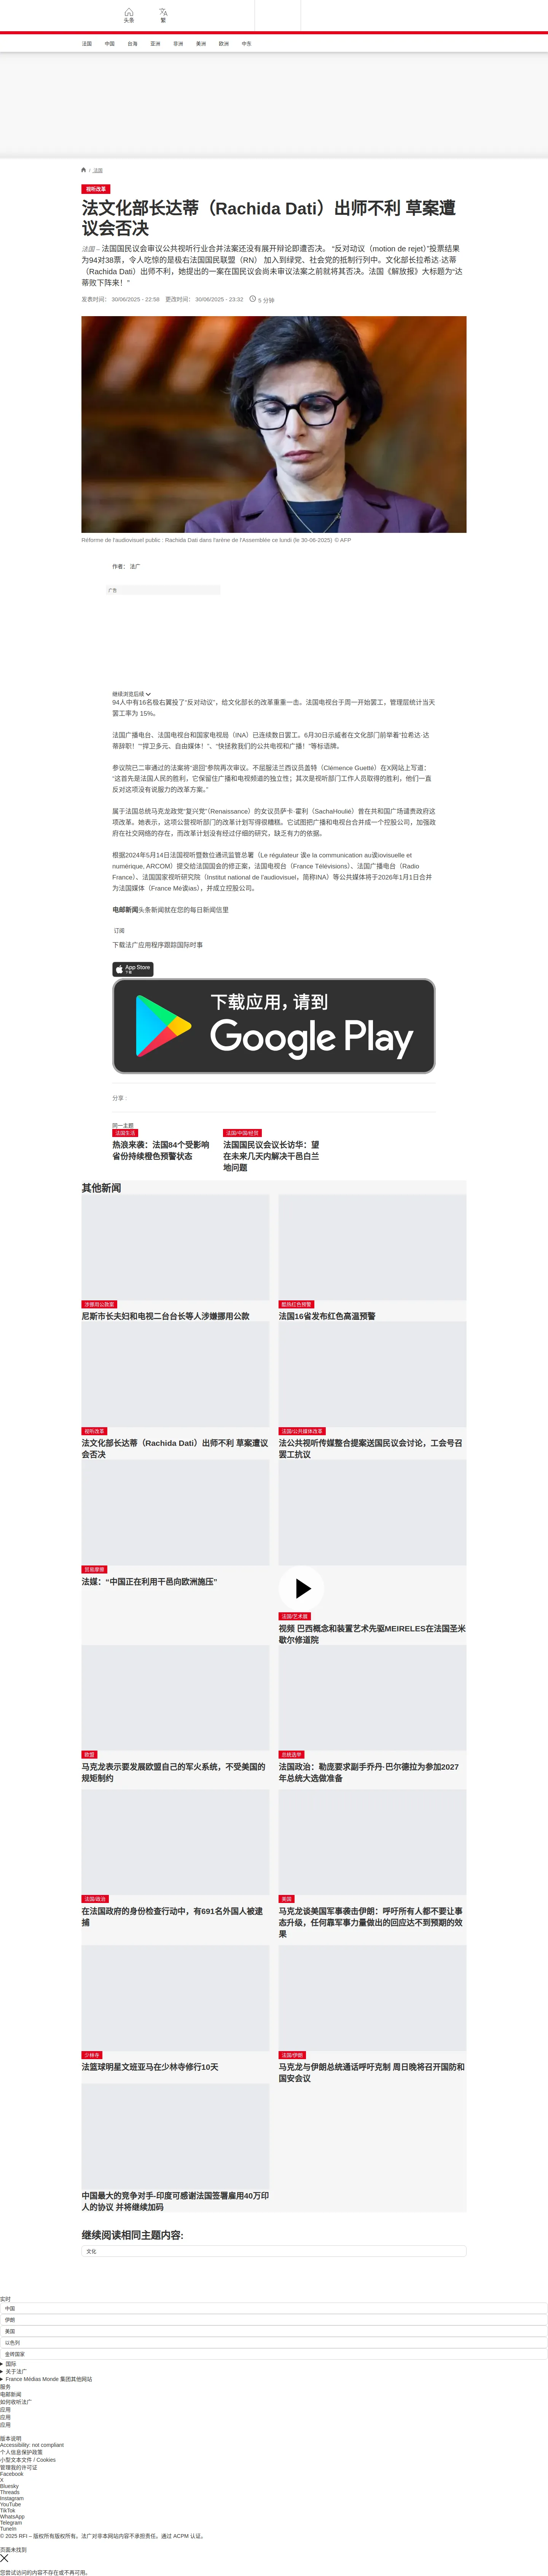 头条
繁
法国
中国
台海
亚洲
非洲
美洲
欧洲
中东
/ 法国
视听改革
法文化部长达蒂（Rachida Dati）出师不利 草案遭
议会否决
法国 – 法国国民议会审议公共视听行业合并法案还没有展开辩论即遭否决。 “反对动议（motion de rejet）”投票结果
为94对38票，令人吃惊的是极右法国国民联盟（RN） 加入到绿党、社会党的抵制行列中。文化部长拉希达·达蒂
（Rachida Dati）出师不利，她提出的一案在国民议会尚未审议法案之前就将其否决。法国《解放报》大标题为“达
蒂败下阵来！”
发表时间： 30/06/2025 - 22:56 更改时间： 30/06/2025 - 23:32 5 分钟
Réforme de l'audiovisuel public : Rachida Dati dans l'arène de l'Assemblée ce lundi (le 30-06-2025) © AFP
作者： 法广
广告
继续浏览后续
94人中有16名极右翼投了“反对动议”，给文化部长的改革重重一击。法国电视台于周一开始罢工，管理层统计当天
罢工率为 15%。
法国广播电台、法国电视台和国家电视局（INA）已连续数日罢工。6月30日示威者在文化部门前举着“拉希达·达
蒂辞职！”“捍卫多元、自由媒体！”、“快拯救我们的公共电视和广播！”等标语牌。
参议院已二审通过的法案将“迴回”参院再次审议。不屈服法兰西议员盖特（Clémence Guetté）在X网站上写道：
“这首先是法国人民的胜利，它保留住广播和电视频道的独立性；其次是视听部门工作人员取得的胜利，他们一直
反对这项没有说服力的改革方案。”
属于法国总统马克龙政党“复兴党”（Renaissance）的女议员萨卡·霍利（SachaHoulié）曾在共和国广场谴责政府这
项改革。她表示，这项公营视听部门的改革计划写得很糟糕。它试图把广播和电视台合并成一个控股公司，加强政
府在社交网络的存在，而改革计划没有经过仔细的研究，缺乏有力的依据。
根据2024年5月14日法国视听暨数位通讯监管总署（Le régulateur 误e la communication au误iovisuelle et
numérique, ARCOM）提交给法国国会的修正案，法国电视台（France Télévisions）、法国广播电台（Radio
France）、法国国家视听研究院（Institut national de l'audiovisuel，简称INA）等公共媒体将于2026年1月1日合并
为法国媒体（France Mé误ias），并成立控股公司。
电邮新闻头条新闻就在您的每日新闻信里
订阅
下载法广应用程序跟踪国际时事
App Store
下载
下载应用，请到
Google Play
分享 :
同一主题
法国生活
热浪来袭：法国84个受影响
省份持续橙色预警状态
法国/中国/经贸
法国国民议会议长访华：望
在未来几天内解决干邑白兰
地问题
其他新闻
涉挪用公款案
尼斯市长夫妇和电视二台台长等人涉嫌挪用公款
酷热红色预警
法国16省发布红色高温预警
视听改革
法文化部长达蒂（Rachida Dati）出师不利 草案遭议
会否决
法国/公共媒体改革
法公共视听传媒整合提案送国民议会讨论，工会号召
罢工抗议
贸易摩擦
法媒：“中国正在利用干邑向欧洲施压”
法国/艺术展
视频 巴西概念和装置艺术先驱MEIRELES在法国圣米
歇尔修道院
欧盟
马克龙表示要发展欧盟自己的军火系统，不受美国的
规矩制约
总统选举
法国政治：勒庞要求副手乔丹·巴尔德拉为参加2027
年总统大选做准备
法国/政治
在法国政府的身份检查行动中，有691名外国人被逮
捕
美国
马克龙谈美国军事袭击伊朗：呼吁所有人都不要让事
态升级，任何靠军事力量做出的回应达不到预期的效
果
少林寺
法篮球明星文班亚马在少林寺修行10天
法国/伊朗
马克龙与伊朗总统通话呼吁克制 周日晚将召开国防和
国安会议
中国最大的竞争对手-印度可感谢法国签署雇用40万印
人的协议 并将继续加码
继续阅读相同主题内容:
文化
实时
中国
伊朗
美国
以色列
金砖国家
国际
关于法广
France Médias Monde 集团其他网站
服务
电邮新闻
如何收听法广
应用
应用
应用
版本说明
Accessibility: not compliant
个人信息保护政策
小型文本文件 / Cookies
管理我的许可证
Facebook
X
Bluesky
Threads
Instagram
YouTube
TikTok
WhatsApp
Telegram
TuneIn
© 2025 RFI – 版权所有版权所有。法广对非本网站内容不承担责任。通过 ACPM 认证。
页面未找到
您尝试访问的内容不存在或不再可用。